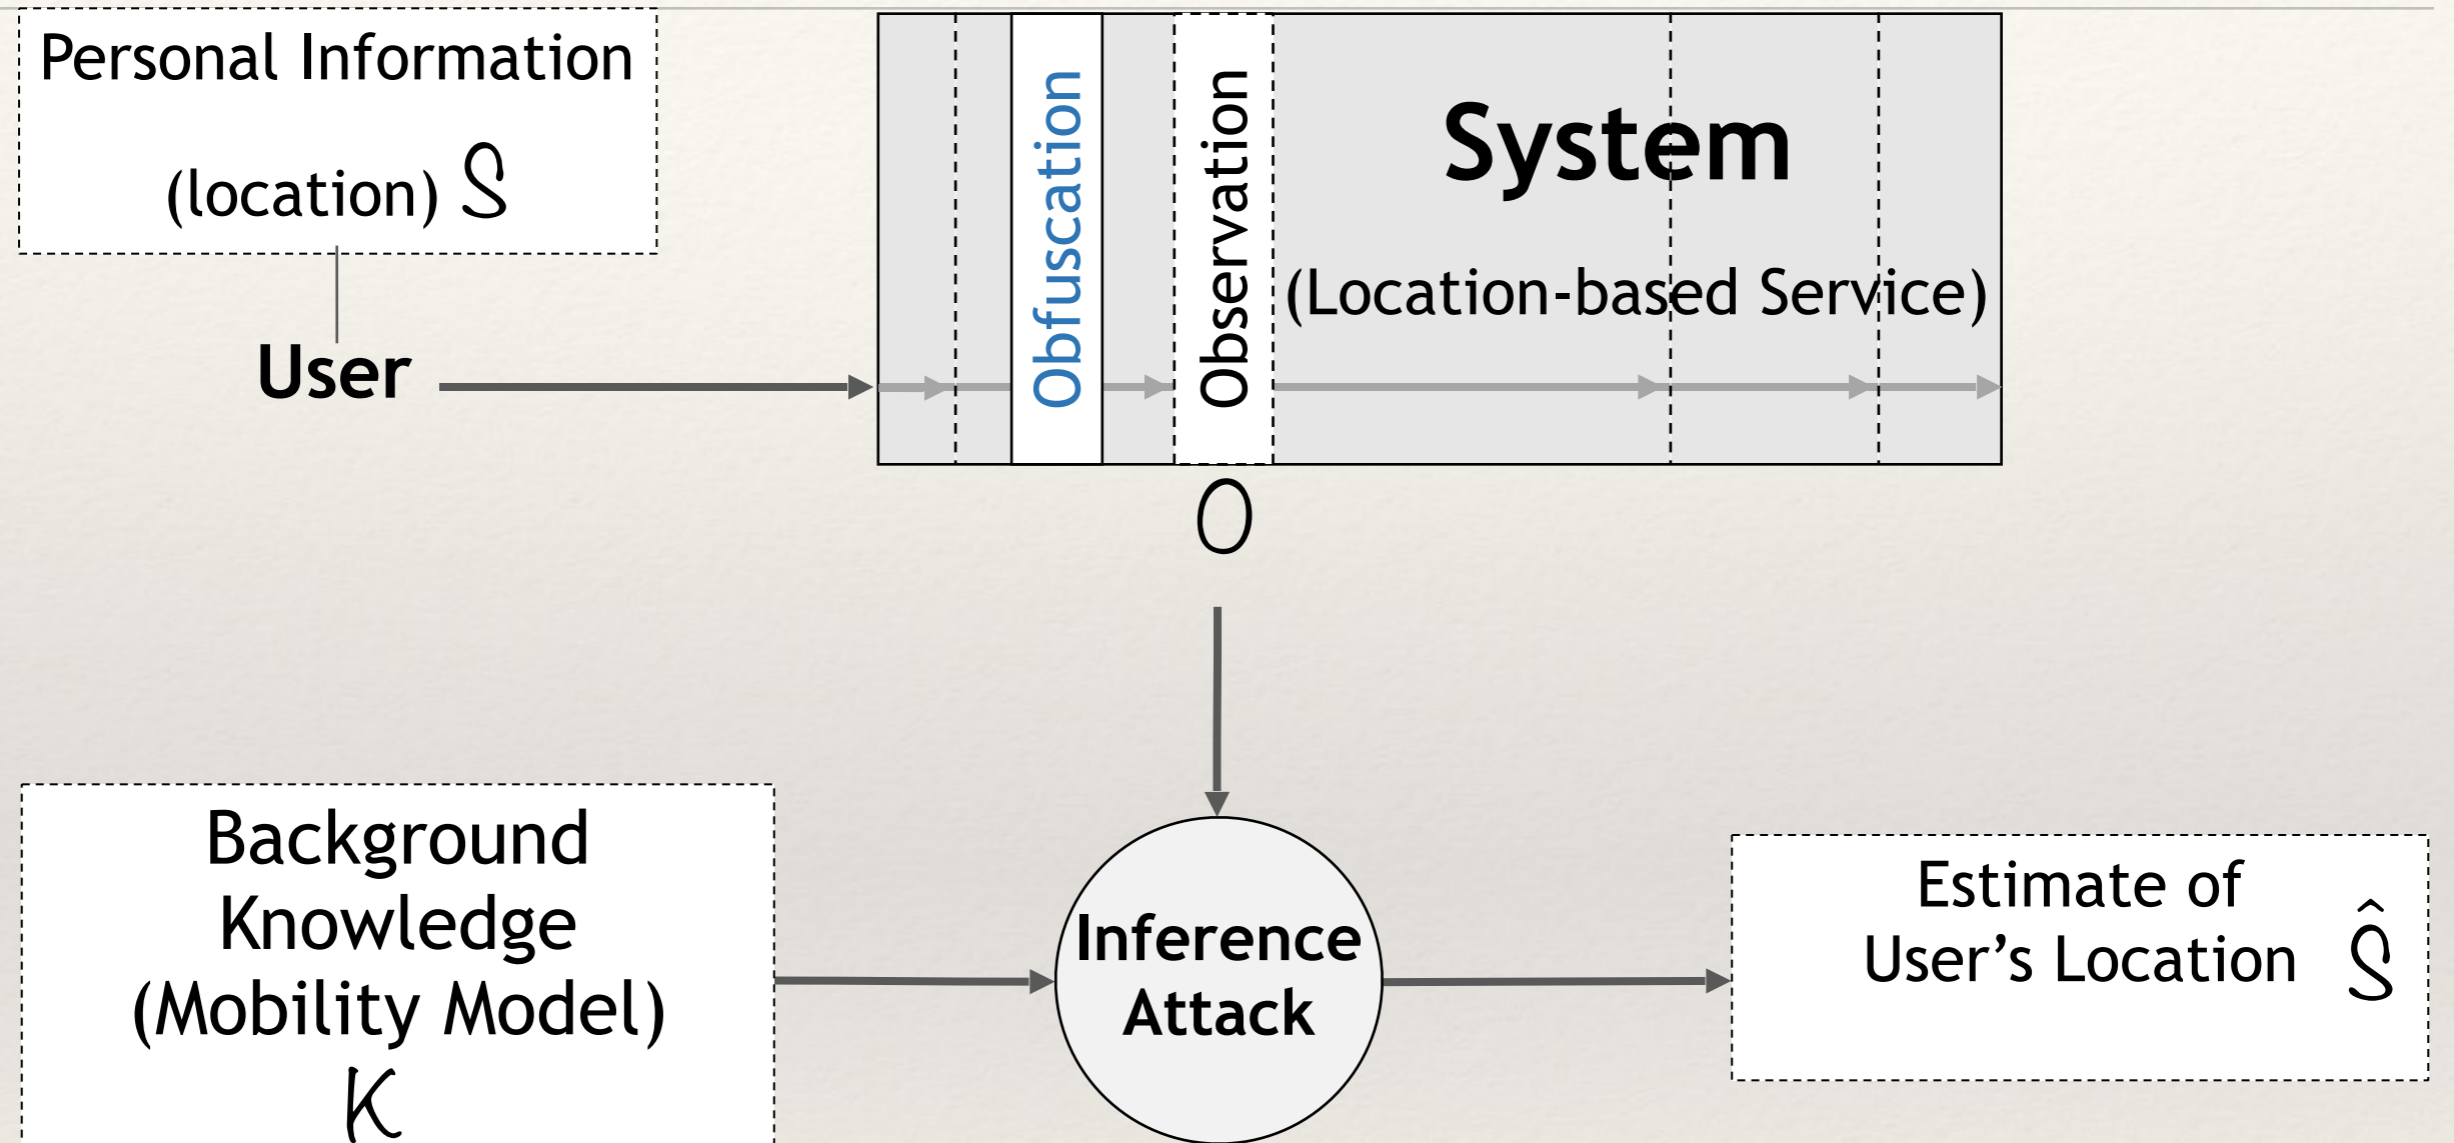 Personal Information
(location) S
User
Obfuscation
Observation
System
(Location-based Service)
O
Background
Knowledge
(Mobility Model)
K
Inference
Attack
Estimate of
User's Location Ŝ